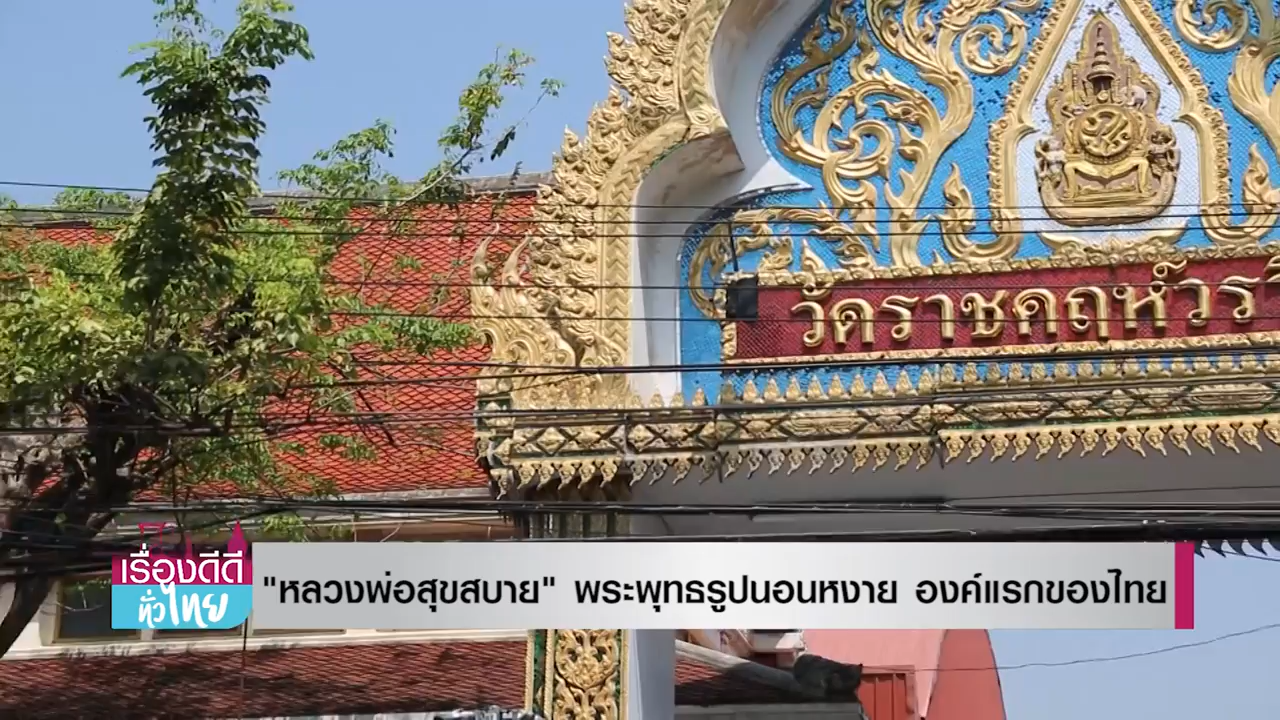 วัดราชคฤห์วร
เรื่องดีดี
ทั่วไทย
"หลวงพ่อสุขสบาย" พระพุทธรูปนอนหงาย องค์แรกของไทย